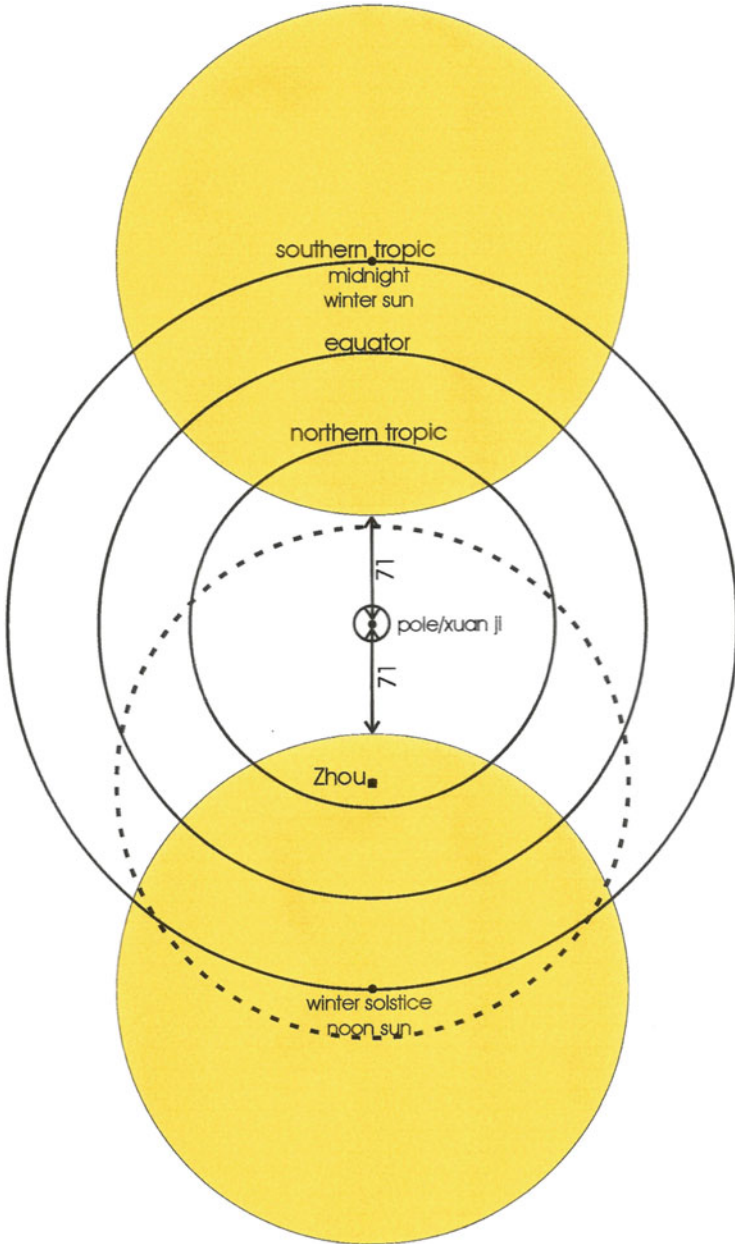 southern tropic
midnight
winter sun
equator
northern tropic
71
pole/xuan ji
71
Zhou
winter solstice
noon sun